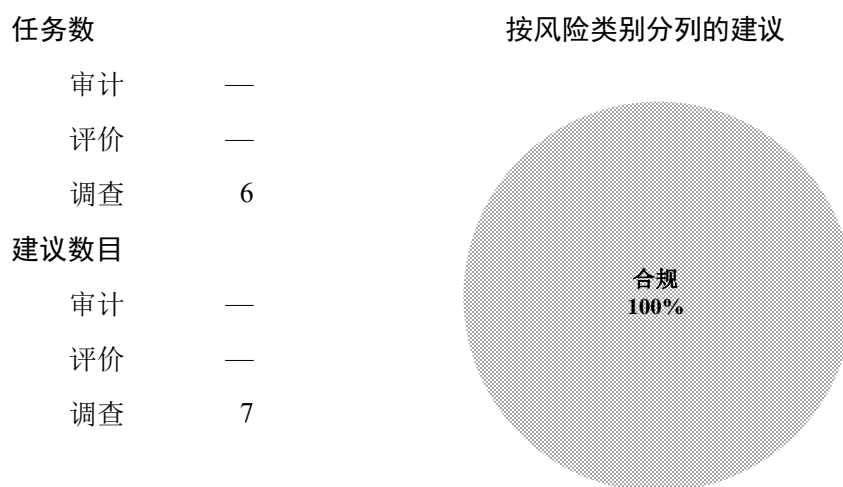 任务数
审计 —
评价 —
调查 6
建议数目
审计 —
评价 —
调查 7
按风险类别分列的建议
合规
100%